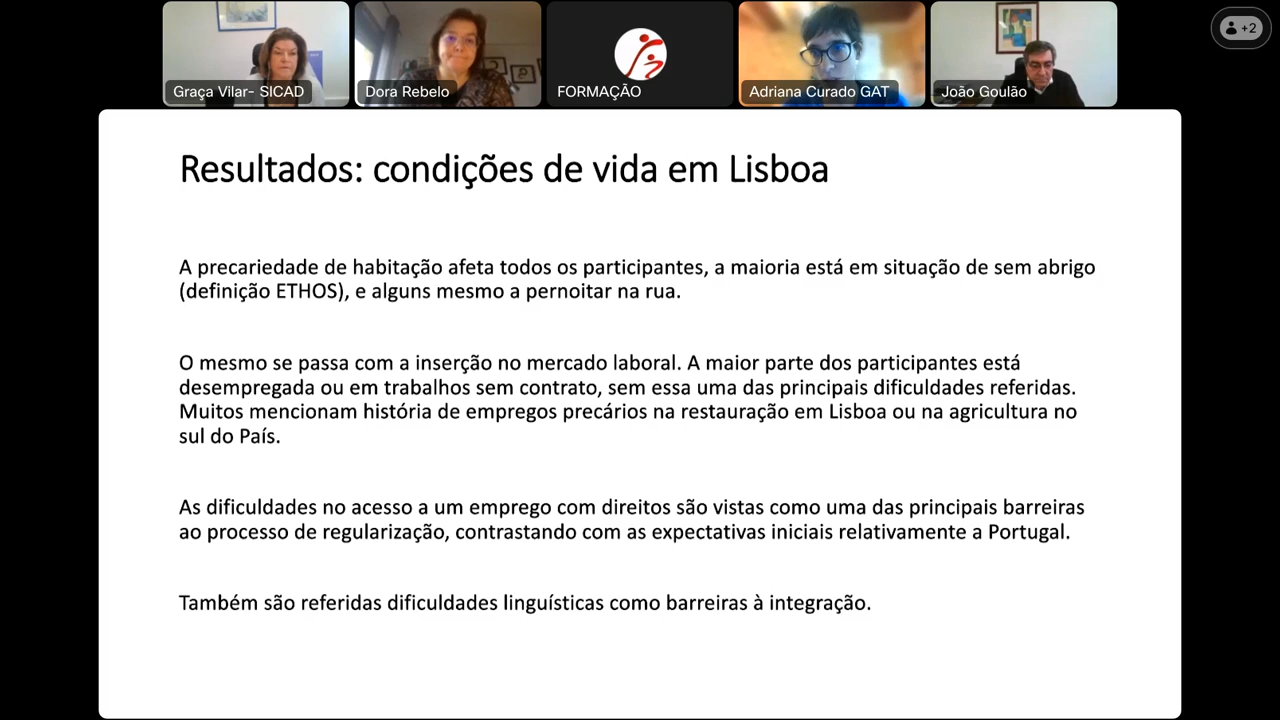 Graça Vilar- SICAD
Dora Rebelo
FORMAÇÃO
Adriana Curado GAT
João Goulão
+2
Resultados: condições de vida em Lisboa
A precariedade de habitação afeta todos os participantes, a maioria está em situação de sem abrigo
(definição ETHOS), e alguns mesmo a pernoitar na rua.
O mesmo se passa com a inserção no mercado laboral. A maior parte dos participantes está
desempregada ou em trabalhos sem contrato, sem essa uma das principais dificuldades referidas.
Muitos mencionam história de empregos precários na restauração em Lisboa ou na agricultura no
sul do País.
As dificuldades no acesso a um emprego com direitos são vistas como uma das principais barreiras
ao processo de regularização, contrastando com as expectativas iniciais relativamente a Portugal.
Também são referidas dificuldades linguísticas como barreiras à integração.